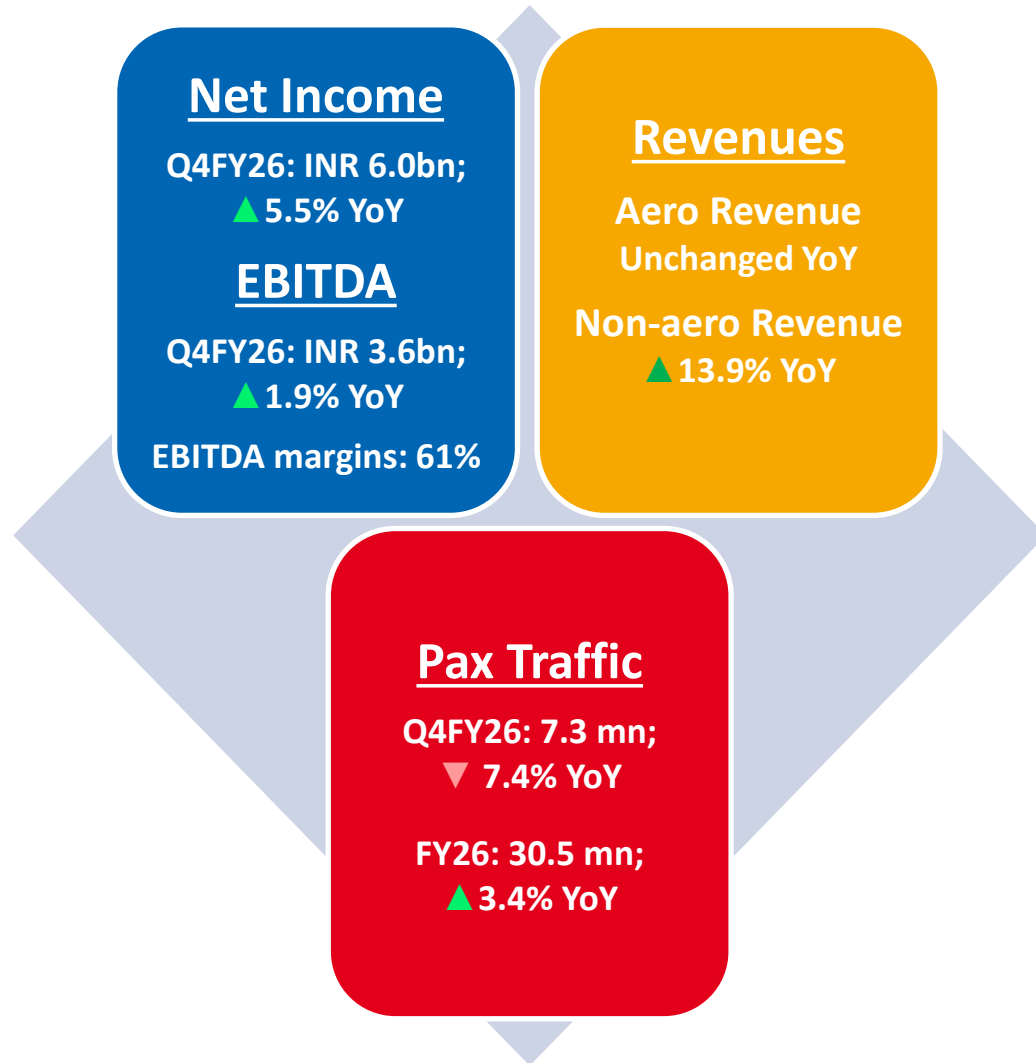 Net Income
Q4FY26: INR 6.0bn;
▲ 5.5% YoY
EBITDA
Q4FY26: INR 3.6bn;
▲ 1.9% YoY
EBITDA margins: 61%
Revenues
Aero Revenue
Unchanged YoY
Non-aero Revenue
▲ 13.9% YoY
Pax Traffic
Q4FY26: 7.3 mn;
▼ 7.4% YoY
FY26: 30.5 mn;
▲ 3.4% YoY